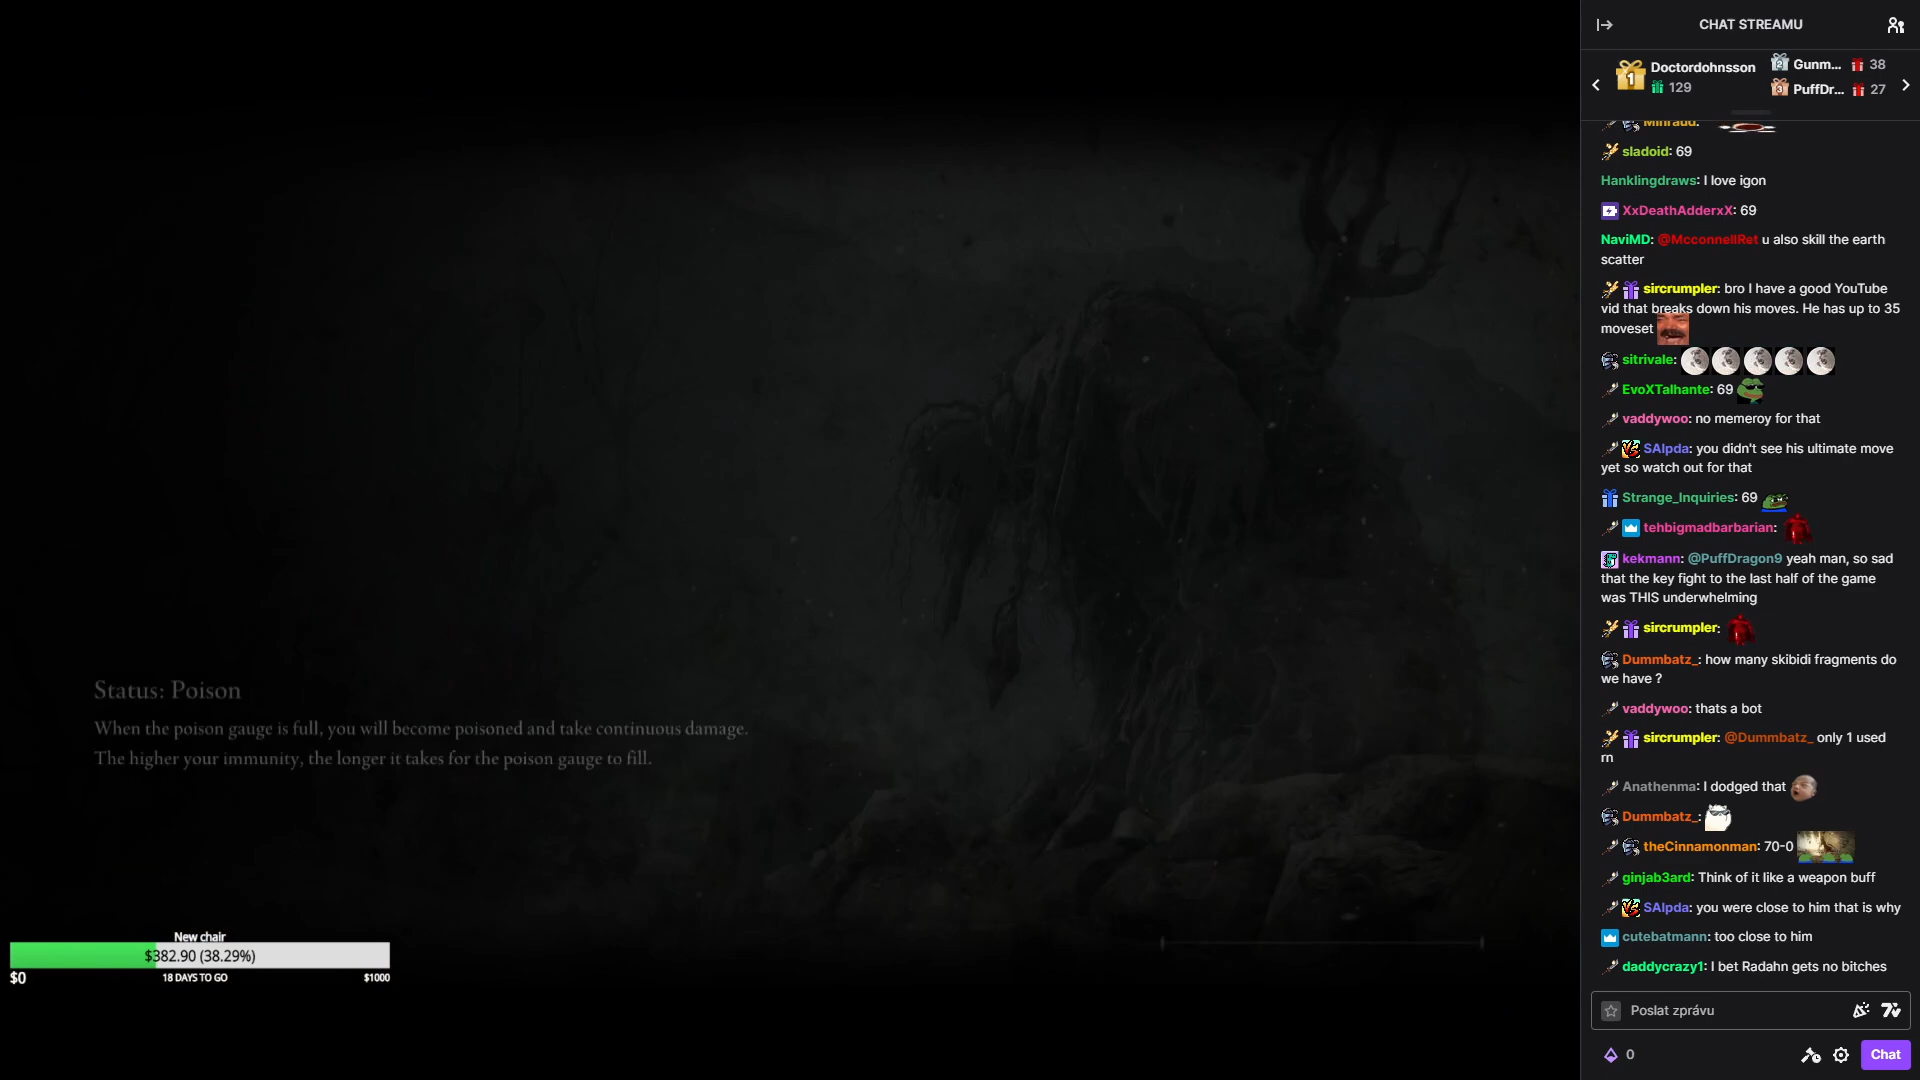 Status: Poison
When the poison gauge is full, you will become poisoned and take continuous damage.
The higher your immunity, the longer it takes for the poison gauge to fill.
New chair
$382.90 (38.29%)
$0
18 DAYS TO GO
$1000
CHAT STREAMU
1
Doctordohnsson
129
2
Gunm...
38
3
PuffDr...
27
Minraud:
sladoid: 69
Hanklingdraws: I love igon
XxDeathAdderxX: 69
NaviMD: @McconnellRet u also skill the earth
scatter
sircrumpler: bro I have a good YouTube
vid that breaks down his moves. He has up to 35
moveset
sitrivale:
EvoXTalhante: 69
vaddywoo: no memeroy for that
SAlpda: you didn't see his ultimate move
yet so watch out for that
Strange_Inquiries: 69
tehbigmadbarbarian:
kekmann: @PuffDragon9 yeah man, so sad
that the key fight to the last half of the game
was THIS underwhelming
sircrumpler:
Dummbatz_: how many skibidi fragments do
we have ?
vaddywoo: thats a bot
sircrumpler: @Dummbatz_ only 1 used
rn
Anathenma: I dodged that
Dummbatz_:
theCinnamonman: 70-0
ginjab3ard: Think of it like a weapon buff
SAlpda: you were close to him that is why
cutebatmann: too close to him
daddycrazy1: I bet Radahn gets no bitches
Poslat zprávu
0
Chat